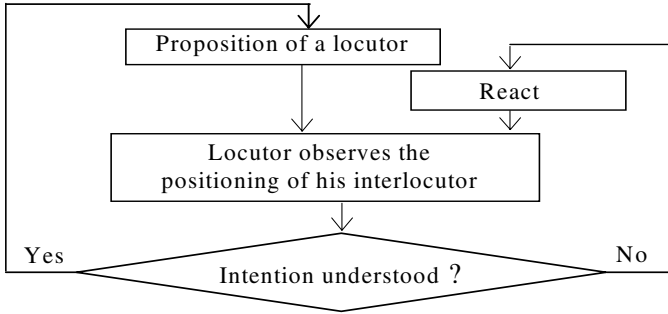 Proposition of a locutor
React
Locutor observes the
positioning of his interlocutor
Yes
No
Intention understood ?